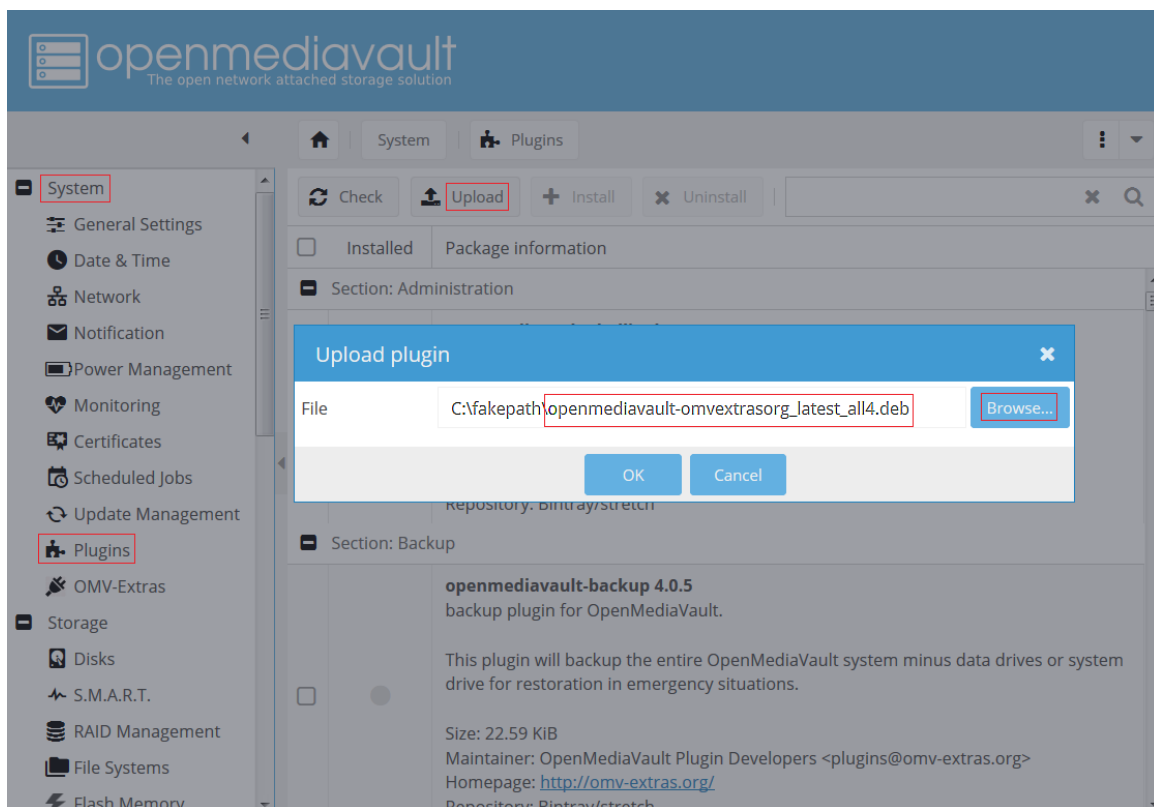 openmediavault
The open network attached storage solution
System
Plugins
System
General Settings
Date & Time
Network
Notification
Power Management
Monitoring
Certificates
Scheduled Jobs
Update Management
Plugins
OMV-Extras
Storage
Disks
S.M.A.R.T.
RAID Management
File Systems
Flash Memory
Check
Upload
Install
Uninstall
Installed
Package information
Section: Administration
Upload plugin
File
C:\fakepath\openmediavault-omvextrasorg_latest_all4.deb
Browse...
OK
Cancel
Repository: Bintray/stretch
Section: Backup
openmediavault-backup 4.0.5
backup plugin for OpenMediaVault.
This plugin will backup the entire OpenMediaVault system minus data drives or system
drive for restoration in emergency situations.
Size: 22.59 KiB
Maintainer: OpenMediaVault Plugin Developers <plugins@omv-extras.org>
Homepage: http://omv-extras.org/
Repository: Bintray/stretch